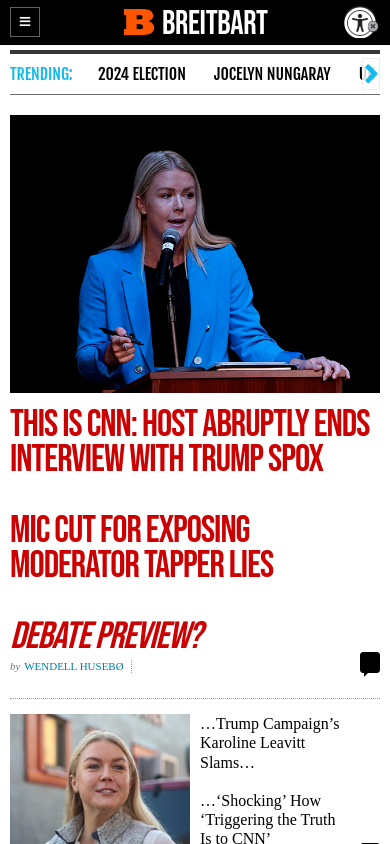 BREITBART
TRENDING: 2024 ELECTION JOCELYN NUNGARAY
THIS IS CNN: HOST ABRUPTLY ENDS
INTERVIEW WITH TRUMP SPOX
MIC CUT FOR EXPOSING
MODERATOR TAPPER LIES
DEBATE PREVIEW?
by WENDELL HUSEBØ
…Trump Campaign’s
Karoline Leavitt
Slams…
…‘Shocking’ How
‘Triggering the Truth
Is to CNN’